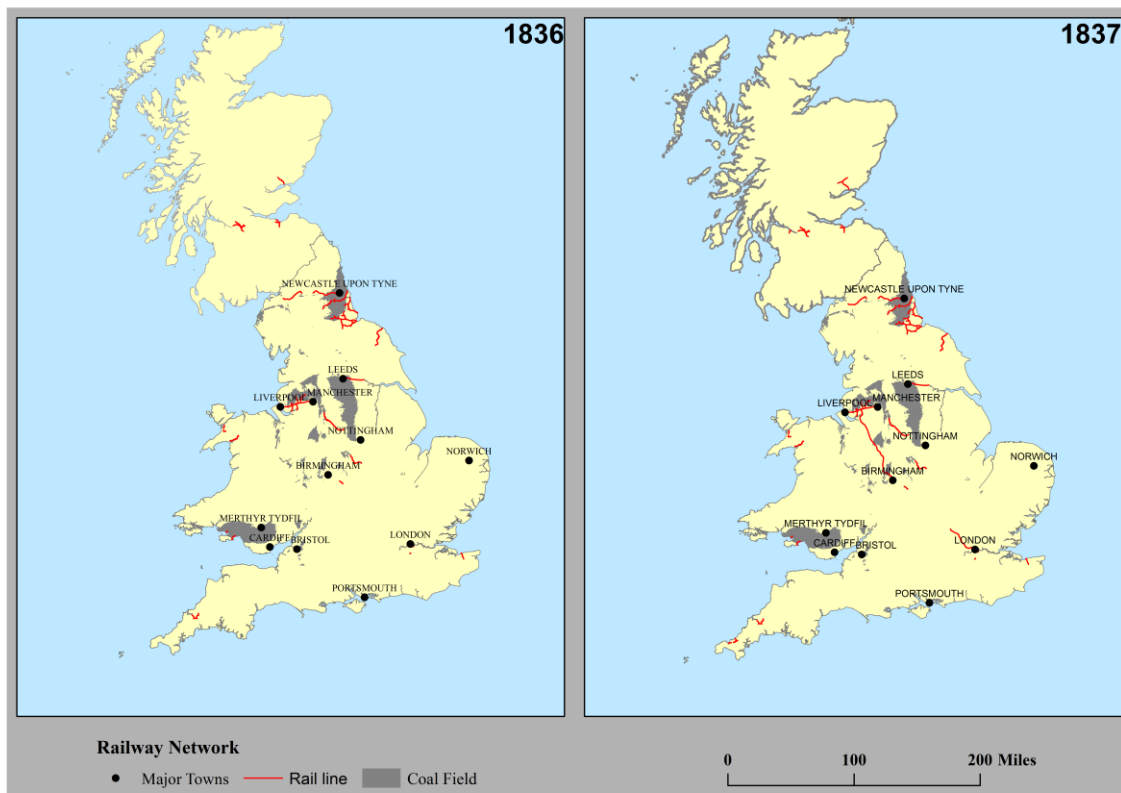 1836
NEWCASTLE UPON TYNE
LEEDS
LIVERPOOL
MANCHESTER
NOTTINGHAM
NORWICH
BIRMINGHAM
MERTHYR TYDFIL
CARDIFF
BRISTOL
LONDON
PORTSMOUTH
1837
NEWCASTLE UPON TYNE
LEEDS
LIVERPOOL
MANCHESTER
NOTTINGHAM
NORWICH
BIRMINGHAM
MERTHYR TYDFIL
CARDIFF
BRISTOL
LONDON
PORTSMOUTH
Railway Network
Major Towns
Rail line
Coal Field
0 100 200 Miles